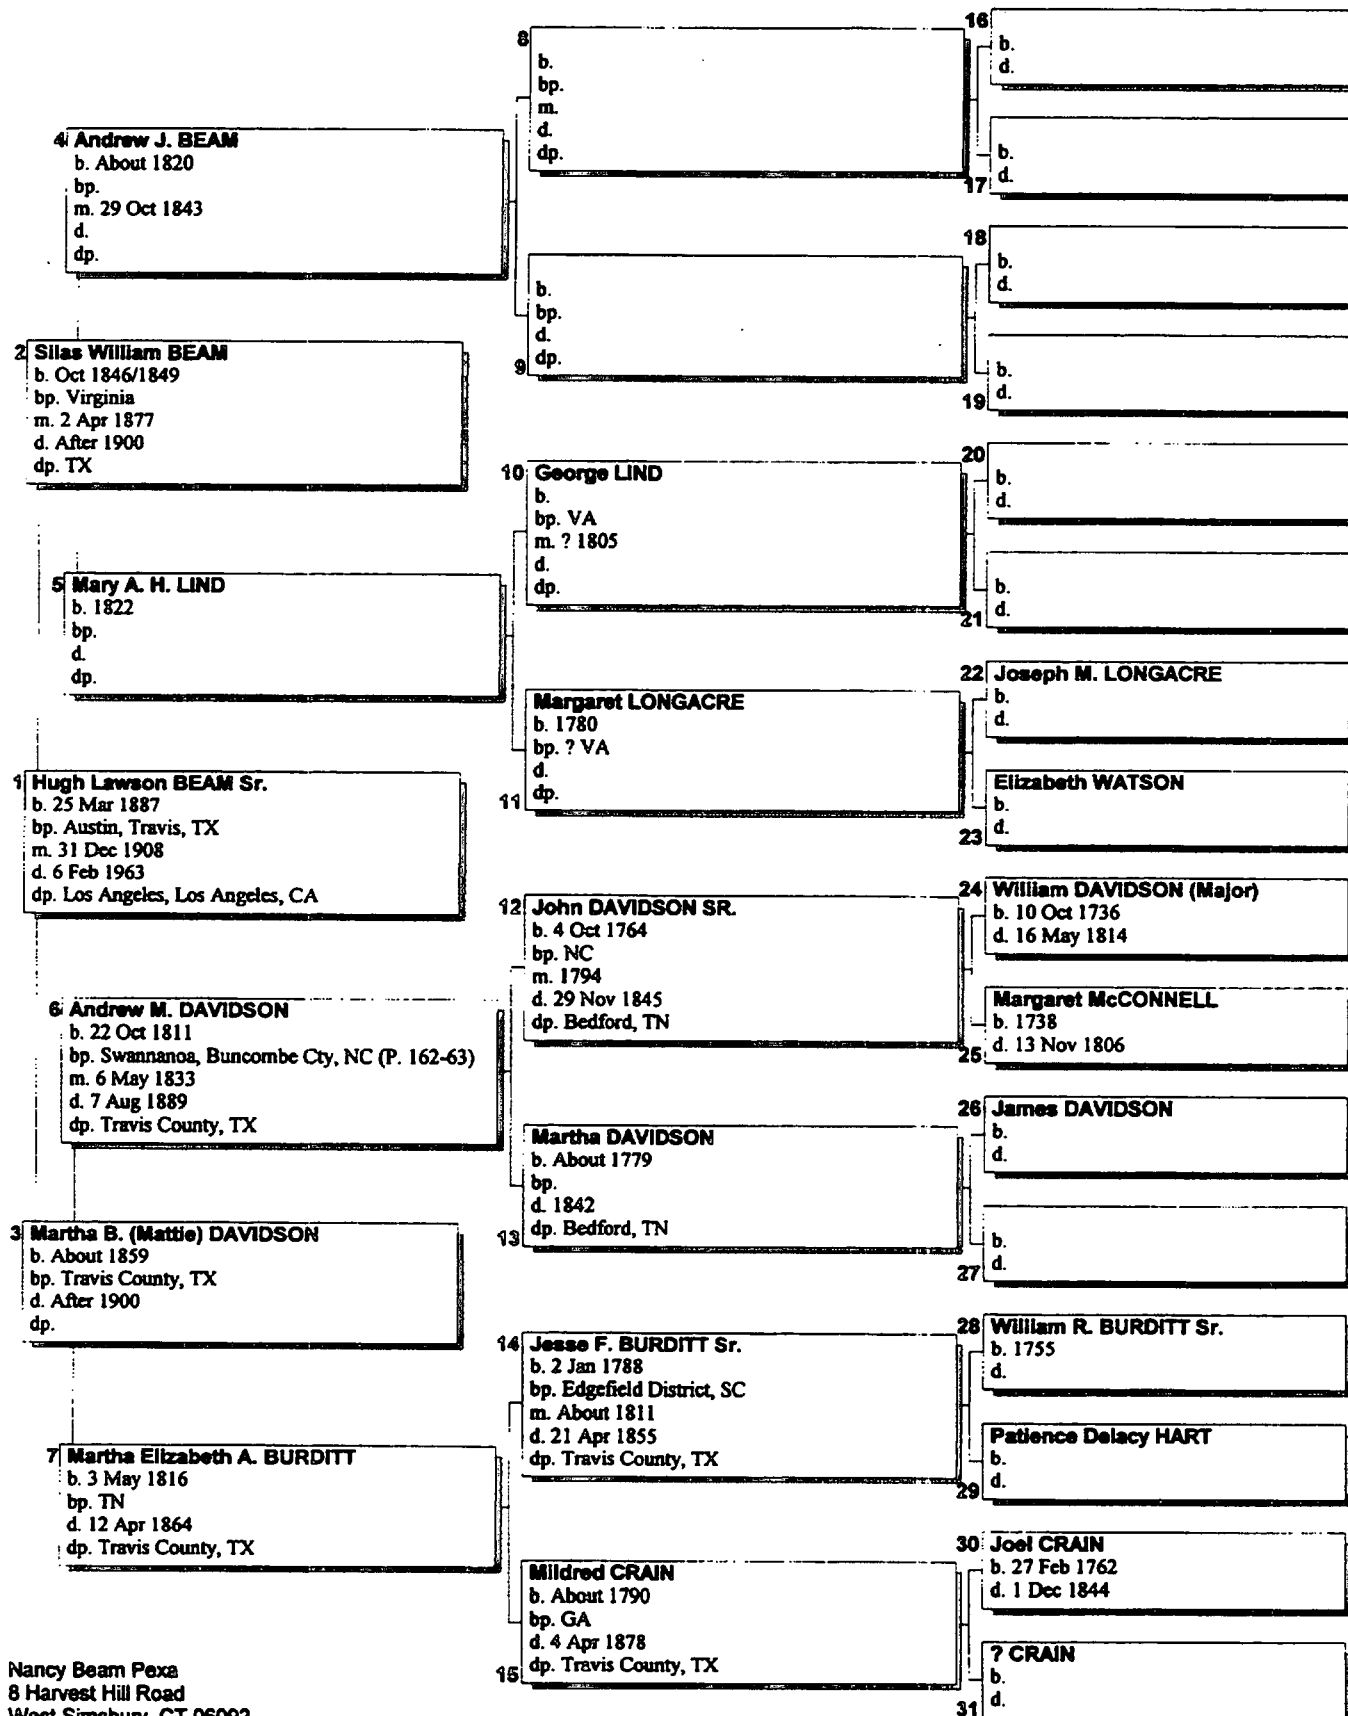 4 Andrew J. BEAM
b. About 1820
bp.
m. 29 Oct 1843
d.
dp.
2 Silas William BEAM
b. Oct 1846/1849
bp. Virginia
m. 2 Apr 1877
d. After 1900
dp. TX
5 Mary A. H. LIND
b. 1822
bp.
d.
dp.
1 Hugh Lawson BEAM Sr.
b. 25 Mar 1887
bp. Austin, Travis, TX
m. 31 Dec 1908
d. 6 Feb 1963
dp. Los Angeles, Los Angeles, CA
6 Andrew M. DAVIDSON
b. 22 Oct 1811
bp. Swannanoa, Buncombe Cty, NC (P. 162-63)
m. 6 May 1833
d. 7 Aug 1889
dp. Travis County, TX
3 Martha B. (Mattie) DAVIDSON
b. About 1859
bp. Travis County, TX
d. After 1900
dp.
7 Martha Elizabeth A. BURDITT
b. 3 May 1816
bp. TN
d. 12 Apr 1864
dp. Travis County, TX
8
b.
bp.
m.
d.
dp.
b.
bp.
d.
dp.
9
10 George LIND
b.
bp. VA
m. ? 1805
d.
dp.
Margaret LONGACRE
b. 1780
bp. ? VA
d.
dp.
11
12 John DAVIDSON SR.
b. 4 Oct 1764
bp. NC
m. 1794
d. 29 Nov 1845
dp. Bedford, TN
Martha DAVIDSON
b. About 1779
bp.
d. 1842
dp. Bedford, TN
13
14 Jesse F. BURDITT Sr.
b. 2 Jan 1788
bp. Edgefield District, SC
m. About 1811
d. 21 Apr 1855
dp. Travis County, TX
Mildred CRAIN
b. About 1790
bp. GA
d. 4 Apr 1878
dp. Travis County, TX
15
16
b.
d.
b.
d.
17
18
b.
d.
b.
d.
19
20
b.
d.
b.
d.
21
22 Joseph M. LONGACRE
b.
d.
Elizabeth WATSON
b.
d.
23
24 William DAVIDSON (Major)
b. 10 Oct 1736
d. 16 May 1814
Margaret McCONNELL
b. 1738
d. 13 Nov 1806
25
26 James DAVIDSON
b.
d.
b.
d.
27
28 William R. BURDITT Sr.
b. 1755
d.
Patience Delacy HART
b.
d.
29
30 Joel CRAIN
b. 27 Feb 1762
d. 1 Dec 1844
? CRAIN
b.
d.
31
Nancy Beam Pexa
8 Harvest Hill Road
West Simsbury, CT 06092